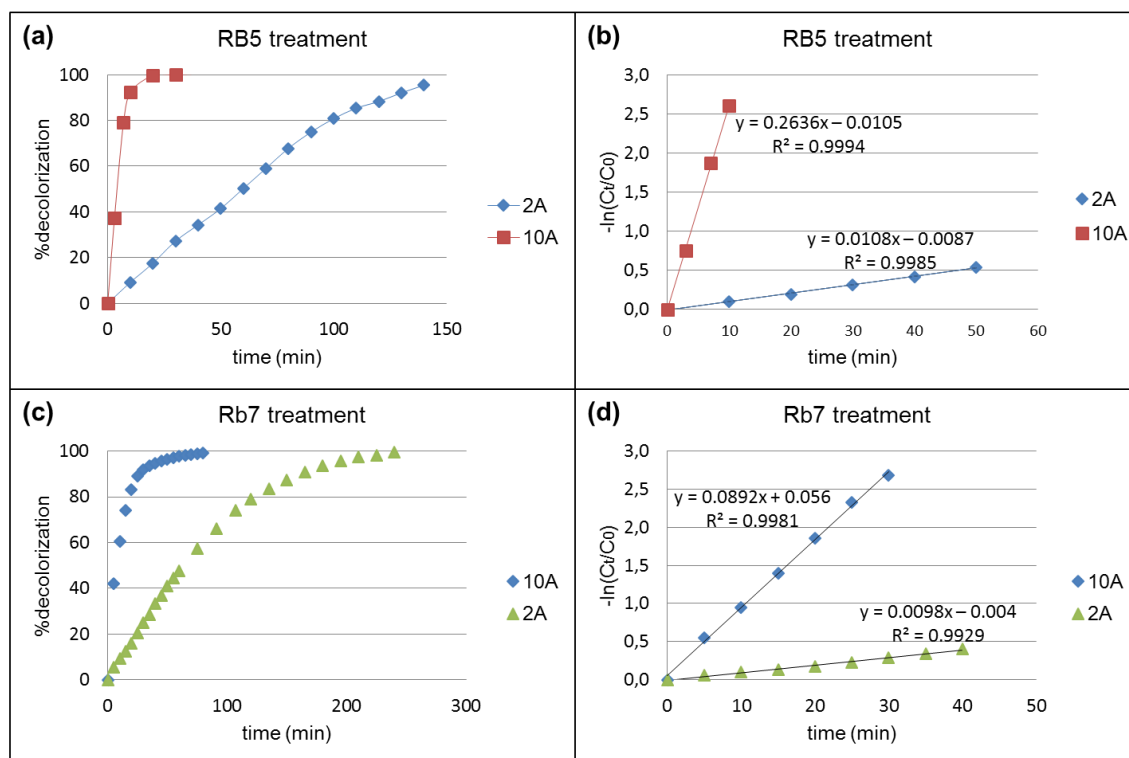 (a)
RB5 treatment
%decolorization
100
80
60
40
20
0
0 50 100 150
time (min)
2A
10A
(b)
RB5 treatment
-ln(Ct/C0)
3,0
2,5
2,0
1,5
1,0
0,5
0,0
y = 0.2636x – 0.0105
R² = 0.9994
y = 0.0108x – 0.0087
R² = 0.9985
0 10 20 30 40 50 60
time (min)
2A
10A
(c)
Rb7 treatment
%decolorization
100
80
60
40
20
0
0 100 200 300
time (min)
10A
2A
(d)
Rb7 treatment
-ln(Ct/C0)
3,0
2,5
2,0
1,5
1,0
0,5
0,0
y = 0.0892x + 0.056
R² = 0.9981
y = 0.0098x – 0.004
R² = 0.9929
0 10 20 30 40 50
time (min)
10A
2A